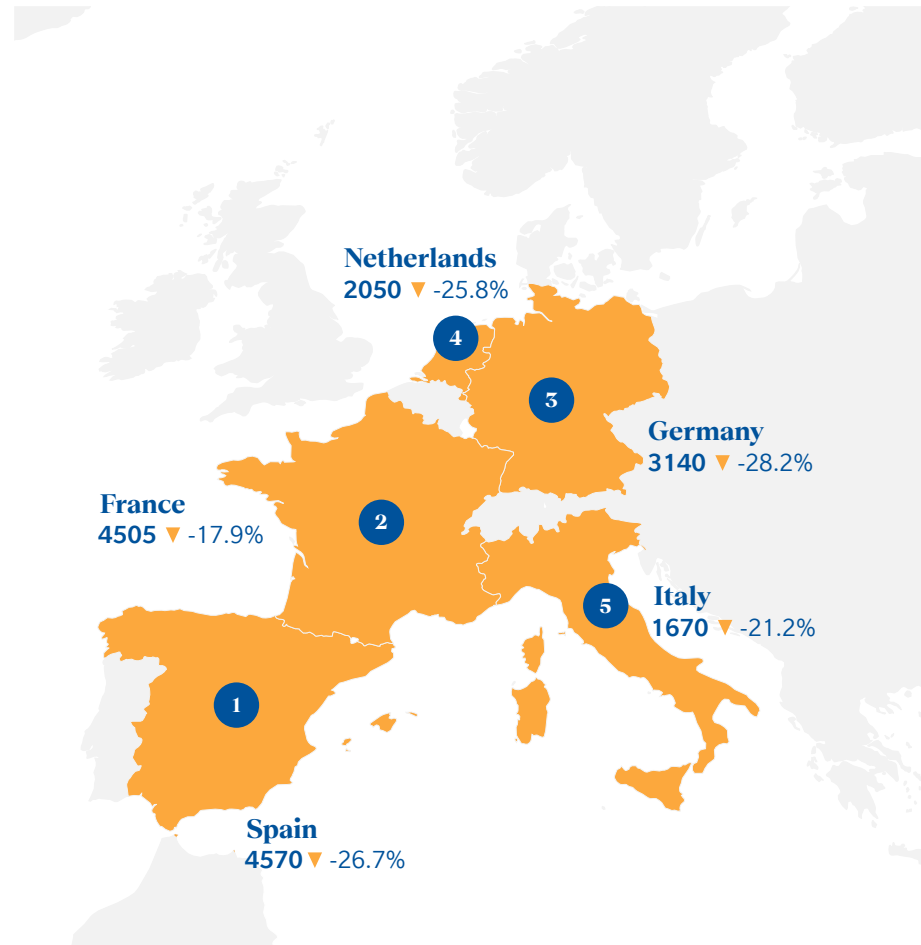 Netherlands
2050 ▼ -25.8%
4
3
Germany
3140 ▼ -28.2%
France
4505 ▼ -17.9%
2
5
Italy
1670 ▼ -21.2%
1
Spain
4570 ▼ -26.7%